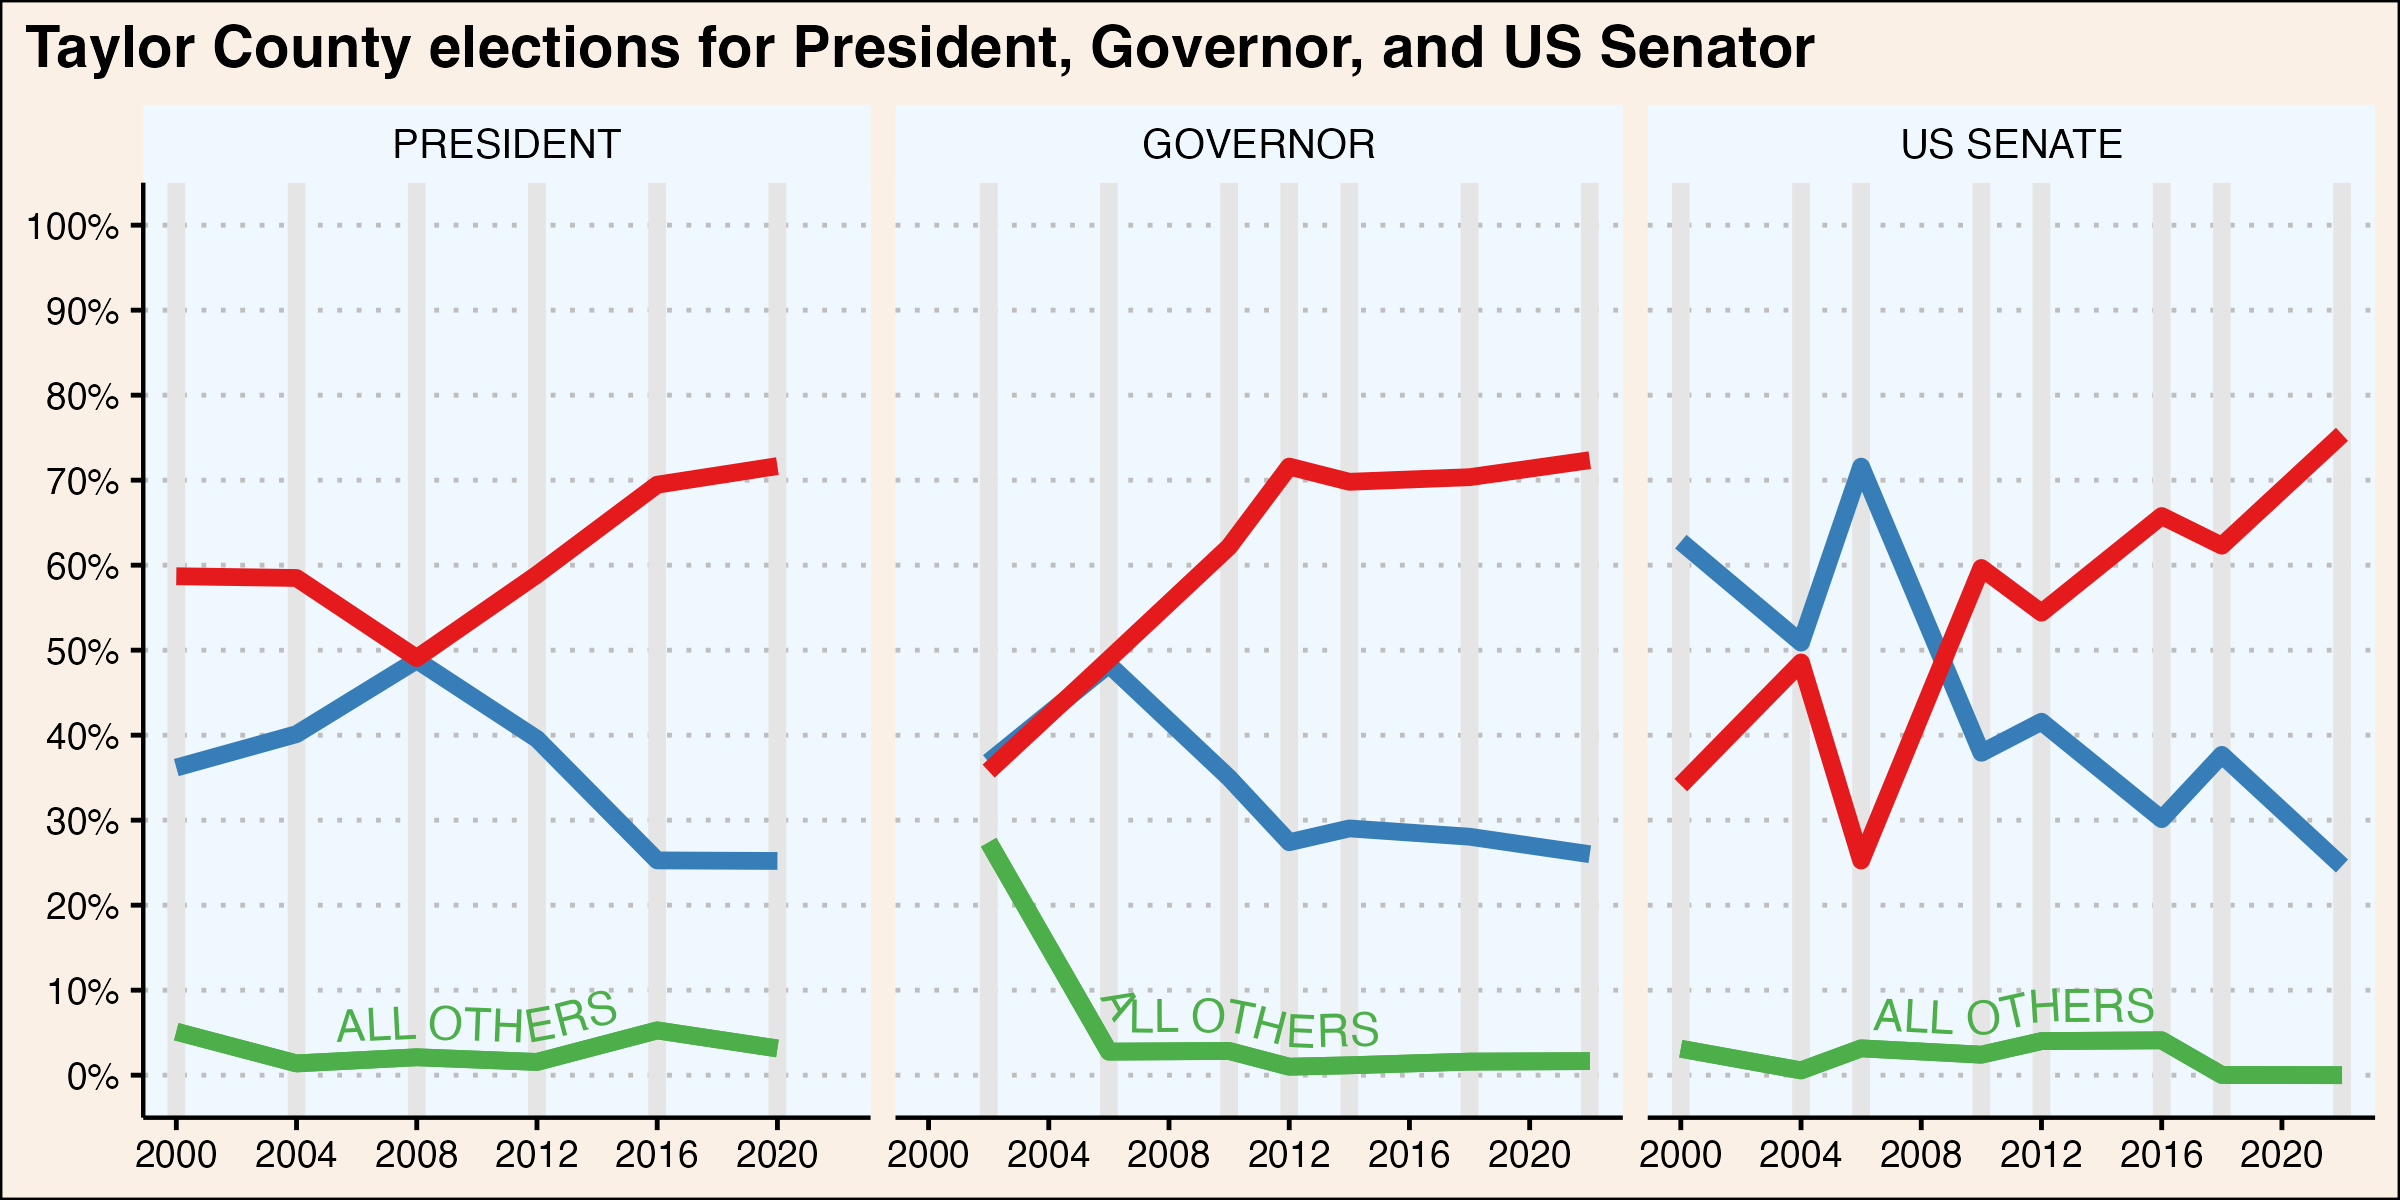 Taylor County elections for President, Governor, and US Senator
PRESIDENT
GOVERNOR
US SENATE
100%
90%
80%
70%
60%
50%
40%
30%
20%
10%
0%
ALL OTHERS
ALL OTHERS
ALL OTHERS
2000 2004 2008 2012 2016 2020
2000 2004 2008 2012 2016 2020
2000 2004 2008 2012 2016 2020